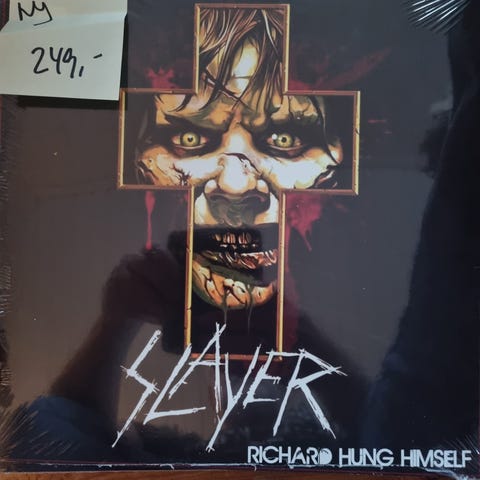 Ny
249,-
SLAYER
RICHARD HUNG HIMSELF